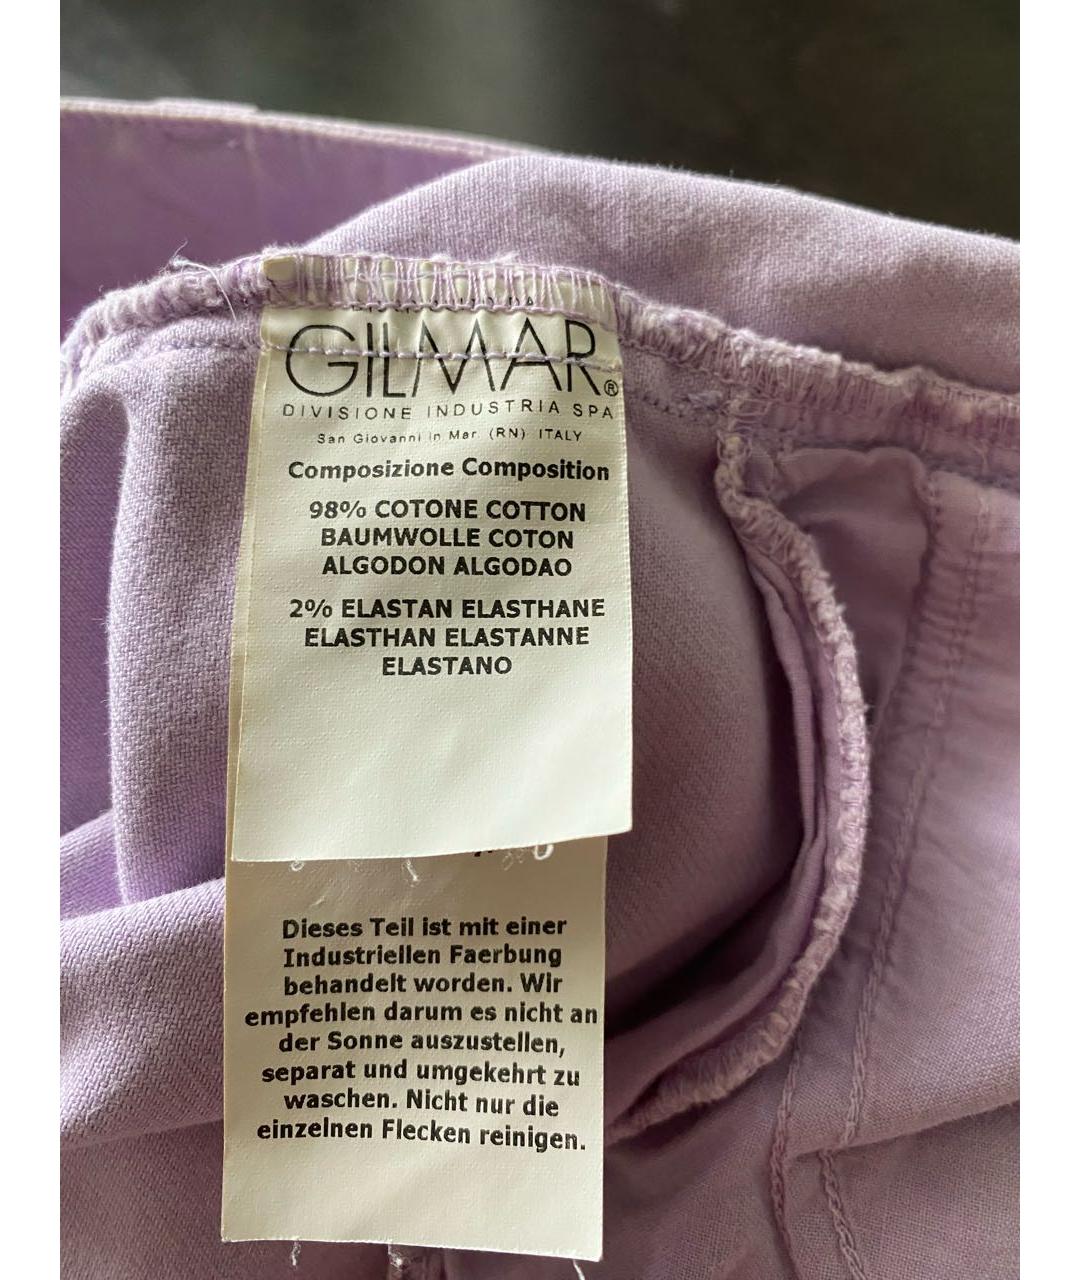 GILMAR®
DIVISIONE INDUSTRIA SPA
San Giovanni in Mar. (RN) ITALY
Composizione Composition
98% COTONE COTTON
BAUMWOLLE COTON
ALGODON ALGODAO
2% ELASTAN ELASTHANE
ELASTHAN ELASTANNE
ELASTANO
Dieses Teil ist mit einer
Industriellen Faerbung
behandelt worden. Wir
empfehlen darum es nicht an
der Sonne auszustellen,
separat und umgekehrt zu
waschen. Nicht nur die
einzelnen Flecken reinigen.